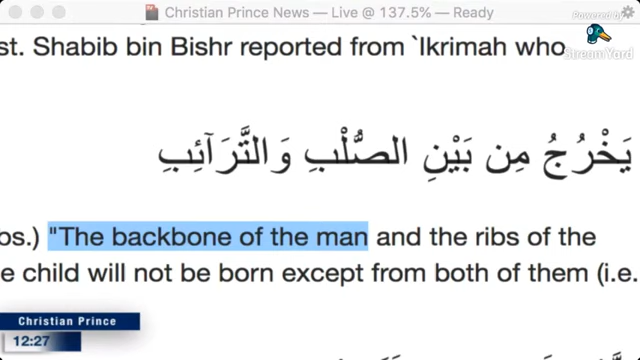 Christian Prince News — Live @ 137.5% — Ready
Powered by
StreamYard
st. Shabib bin Bishr reported from `Ikrimah who
يَخْرُجُ مِن بَيْنِ الصُّلْبِ وَالتَّرَآئِبِ
bs.) "The backbone of the man and the ribs of the
e child will not be born except from both of them (i.e.
Christian Prince
12:27